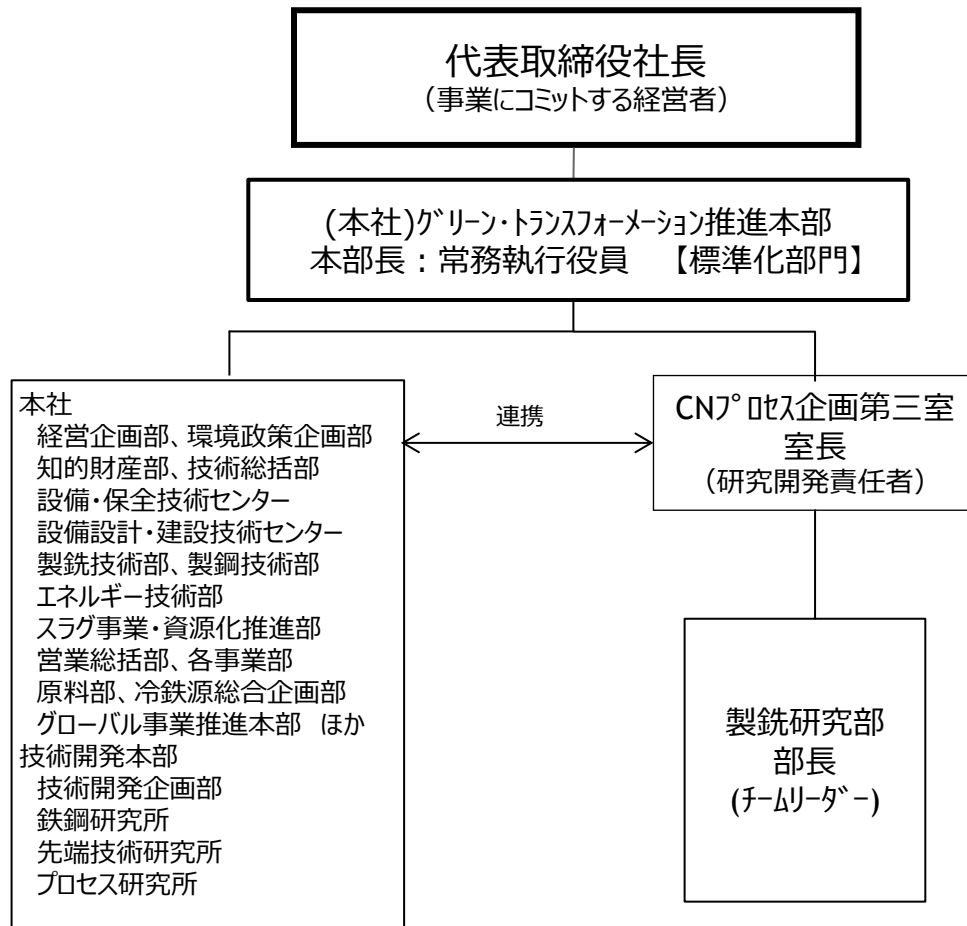 代表取締役社長
（事業にコミットする経営者）
(本社)ｸﾞﾘｰﾝ・ﾄﾗﾝｽﾌｫｰﾒｰｼｮﾝ推進本部
本部長：常務執行役員　【標準化部門】
本社
経営企画部、環境政策企画部
知的財産部、技術総括部
設備・保全技術センター
設備設計・建設技術センター
製銑技術部、製鋼技術部
エネルギー技術部
スラグ事業・資源化推進部
営業総括部、各事業部
原料部、冷鉄源総合企画部
グローバル事業推進本部　ほか
技術開発本部
技術開発企画部
鉄鋼研究所
先端技術研究所
プロセス研究所
連携
CNﾌﾟﾛｾｽ企画第三室
室長
（研究開発責任者）
製銑研究部
部長
(ﾁｰﾑﾘｰﾀﾞｰ)